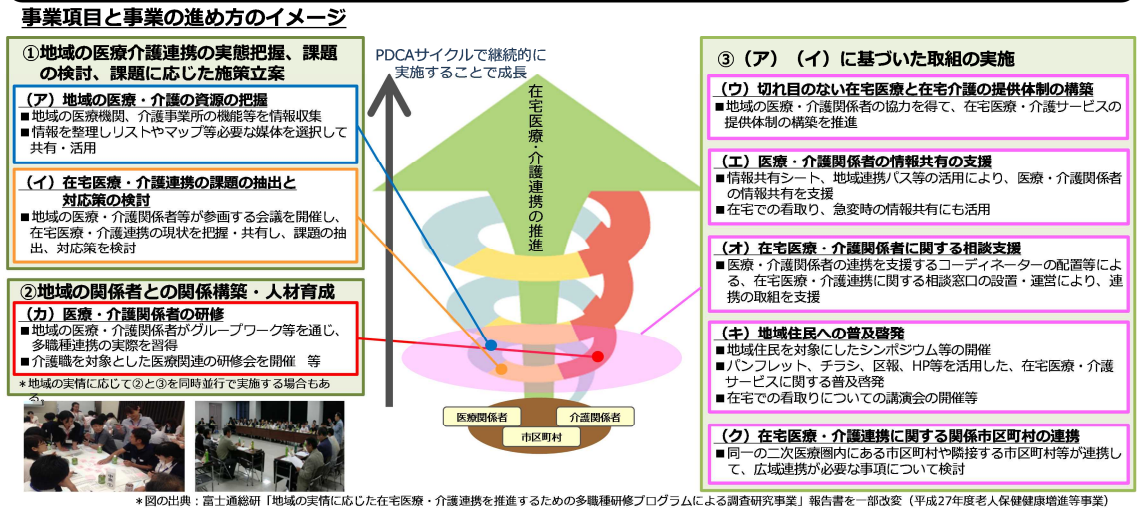 事業項目と事業の進め方のイメージ
①地域の医療介護連携の実態把握、課題
の検討、課題に応じた施策立案
(ア)地域の医療・介護の資源の把握
■地域の医療機関、介護事業所の機能等を情報収集
■情報を整理しリストやマップ等必要な媒体を選択して
共有・活用
(イ)在宅医療・介護連携の課題の抽出と
対応策の検討
■地域の医療・介護関係者等が参画する会議を開催し、
在宅医療・介護連携の現状を把握・共有し、課題の抽
出、対応策を検討
②地域の関係者との関係構築・人材育成
(カ)医療・介護関係者の研修
■地域の医療・介護関係者がグループワーク等を通じ、
多職種連携の実際を習得
■介護職を対象とした医療関連の研修会を開催 等
*地域の実情に応じて②と③を同時並行で実施する場合もあ
る。
PDCAサイクルで継続的に
実施することで成長
在宅医療・介護連携の推進
医療関係者
介護関係者
市区町村
③(ア)(イ)に基づいた取組の実施
(ウ)切れ目のない在宅医療と在宅介護の提供体制の構築
■地域の医療・介護関係者の協力を得て、在宅医療・介護サービスの
提供体制の構築を推進
(エ)医療・介護関係者の情報共有の支援
■情報共有シート、地域連携パス等の活用により、医療・介護関係者
の情報共有を支援
■在宅での看取り、急変時の情報共有にも活用
(オ)在宅医療・介護関係者に関する相談支援
■医療・介護関係者の連携を支援するコーディネーターの配置等によ
る、在宅医療・介護連携に関する相談窓口の設置・運営により、連
携の取組を支援
(キ)地域住民への普及啓発
■地域住民を対象にしたシンポジウム等の開催
■パンフレット、チラシ、区報、HP等を活用した、在宅医療・介護
サービスに関する普及啓発
■在宅での看取りについての講演会の開催等
(ク)在宅医療・介護連携に関する関係市区町村の連携
■同一の二次医療圏内にある市区町村や隣接する市区町村等が連携し
て、広域連携が必要な事項について検討
*図の出典:富士通総研「地域の実情に応じた在宅医療・介護連携を推進するための多職種研修プログラムによる調査研究事業」報告書を一部改変(平成27年度老人保健健康増進等事業)